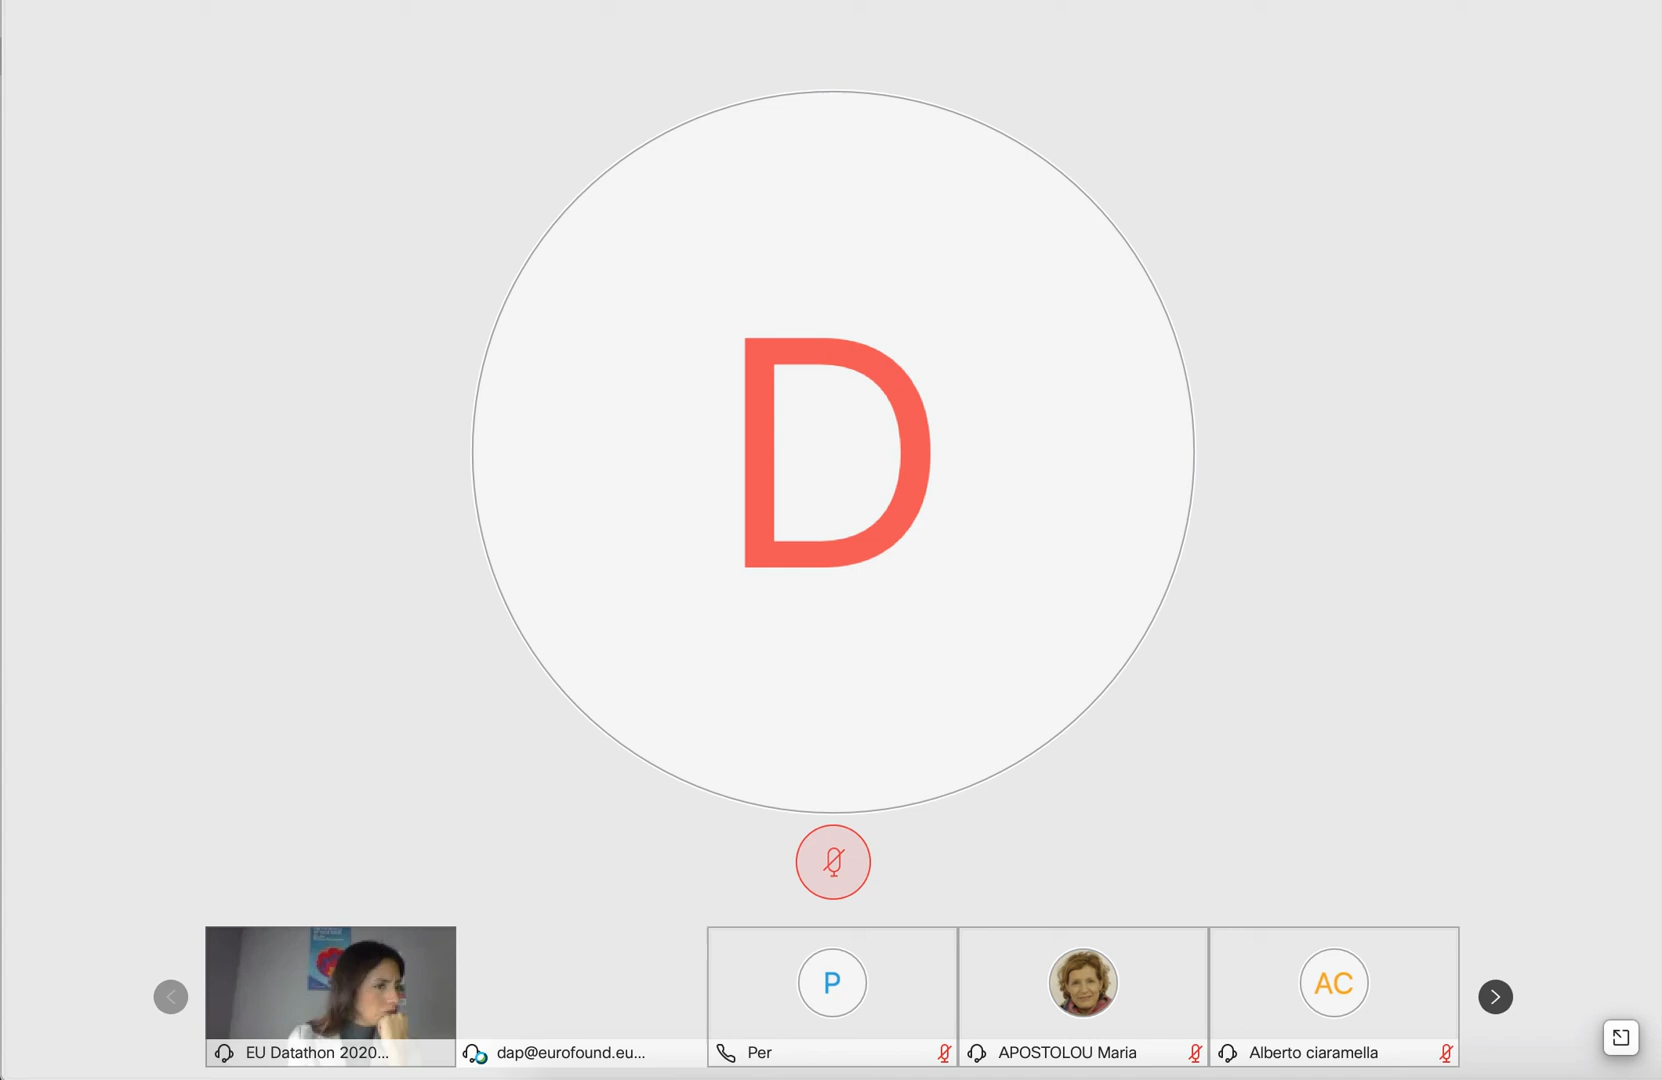 D
EU Datathon 2020...
dap@eurofound.eu...
P
Per
APOSTOLOU Maria
AC
Alberto ciaramella